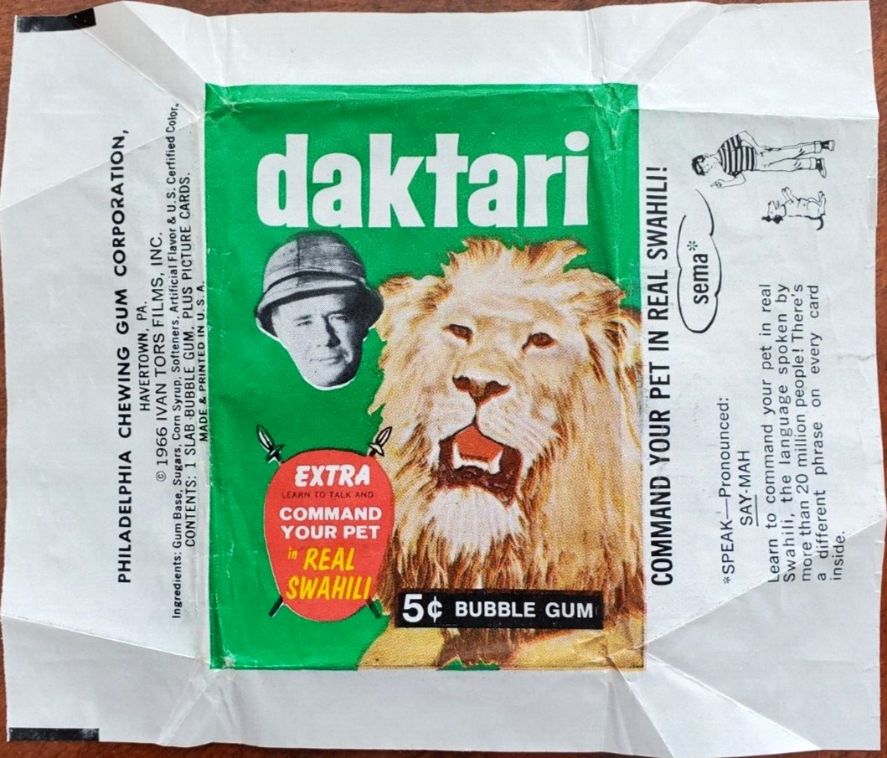 PHILADELPHIA CHEWING GUM CORPORATION,
HAVERTOWN, PA.
© 1966 IVAN TORS FILMS, INC.
Ingredients: Gum Base, Sugars, Corn Syrup, Softeners, Artificial Flavor & U.S. Certified Color.
CONTENTS: 1 SLAB BUBBLE GUM, PLUS PICTURE CARDS.
MADE & PRINTED IN U.S.A.
daktari
EXTRA
LEARN TO TALK AND
COMMAND
YOUR PET
in REAL
SWAHILI
5¢ BUBBLE GUM
COMMAND YOUR PET IN REAL SWAHILI!
sema*
*SPEAK—Pronounced:
SAY-MAH
Learn to command your pet in real
Swahili, the language spoken by
more than 20 million people! There's
a different phrase on every card
inside.